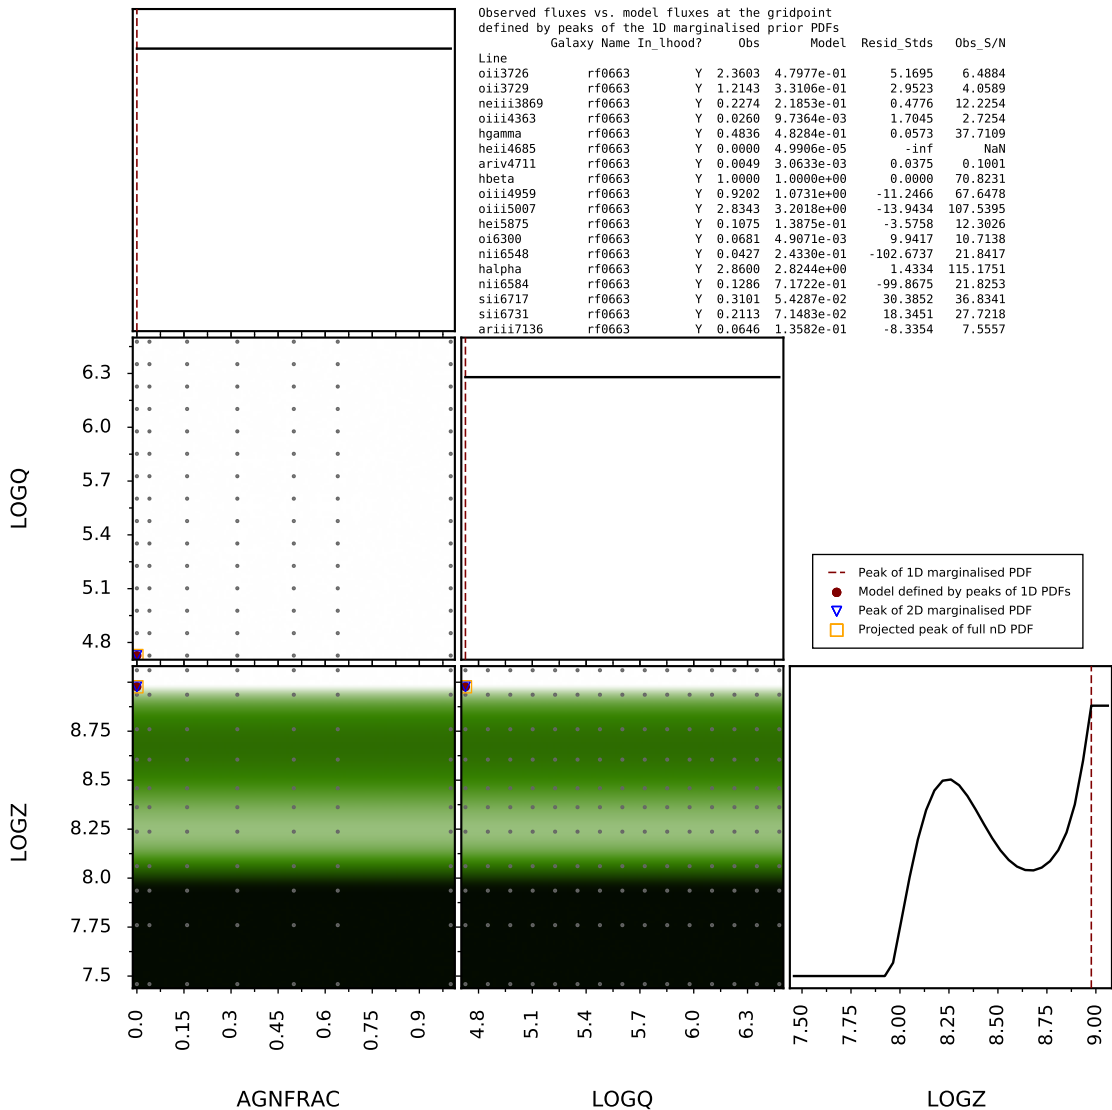 Observed fluxes vs. model fluxes at the gridpoint
defined by peaks of the 1D marginalised prior PDFs
Galaxy Name In_lhood? Obs Model Resid_Stds Obs_S/N
Line
oii3726 rf0663 Y 2.3603 4.7977e-01 5.1695 6.4884
oii3729 rf0663 Y 1.2143 3.3106e-01 2.9523 4.0589
neiii3869 rf0663 Y 0.2274 2.1853e-01 0.4776 12.2254
oiii4363 rf0663 Y 0.0260 9.7364e-03 1.7045 2.7254
hgamma rf0663 Y 0.4836 4.8284e-01 0.0573 37.7109
heii4685 rf0663 Y 0.0000 4.9906e-05 -inf NaN
ariv4711 rf0663 Y 0.0049 3.0633e-03 0.0375 0.1001
hbeta rf0663 Y 1.0000 1.0000e+00 0.0000 70.8231
oiii4959 rf0663 Y 0.9202 1.0731e+00 -11.2466 67.6478
oiii5007 rf0663 Y 2.8343 3.2018e+00 -13.9434 107.5395
hei5875 rf0663 Y 0.1075 1.3875e-01 -3.5758 12.3026
oi6300 rf0663 Y 0.0681 4.9071e-03 9.9417 10.7138
nii6548 rf0663 Y 0.0427 2.4330e-01 -102.6737 21.8417
halpha rf0663 Y 2.8600 2.8244e+00 1.4334 115.1751
nii6584 rf0663 Y 0.1286 7.1722e-01 -99.8675 21.8253
sii6717 rf0663 Y 0.3101 5.4287e-02 30.3852 36.8341
sii6731 rf0663 Y 0.2113 7.1483e-02 18.3451 27.7218
ariii7136 rf0663 Y 0.0646 1.3582e-01 -8.3354 7.5557
LOGQ
6.3
6.0
5.7
5.4
5.1
4.8
Peak of 1D marginalised PDF
Model defined by peaks of 1D PDFs
Peak of 2D marginalised PDF
Projected peak of full nD PDF
LOGZ
8.75
8.5
8.25
8.0
7.75
7.5
0.0 0.15 0.3 0.45 0.6 0.75 0.9
4.8 5.1 5.4 5.7 6.0 6.3
7.50 7.75 8.00 8.25 8.50 8.75 9.00
AGNFRAC LOGQ LOGZ